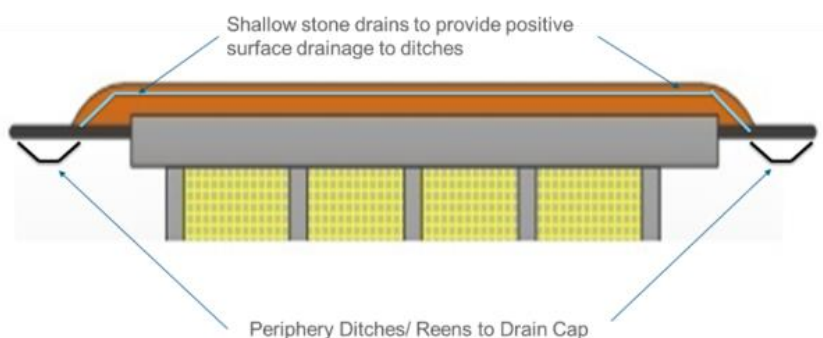 Shallow stone drains to provide positive
surface drainage to ditches
Periphery Ditches/ Reens to Drain Cap